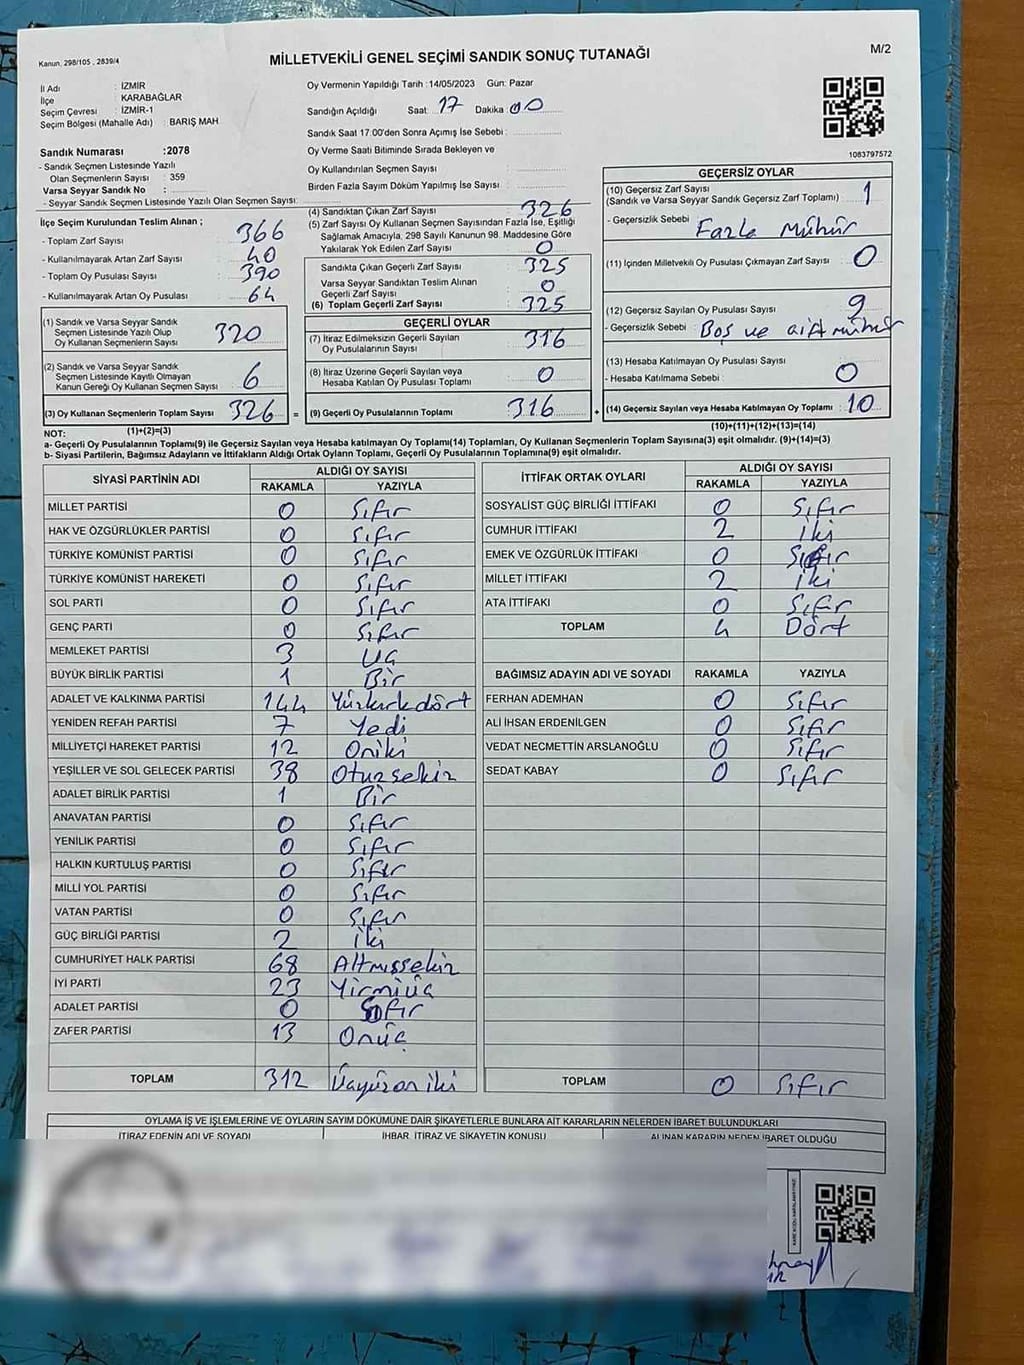 Kanun. 298/105 , 2839/4
MİLLETVEKİLİ GENEL SEÇİMİ SANDIK SONUÇ TUTANAĞI
M/2
İl Adı : İZMİR
İlçe : KARABAĞLAR
Seçim Çevresi : İZMİR-1
Seçim Bölgesi (Mahalle Adı) : BARIŞ MAH
Sandık Numarası :2078
- Sandık Seçmen Listesinde Yazılı
Olan Seçmenlerin Sayısı : 359
Varsa Seyyar Sandık No :
- Seyyar Sandık Seçmen Listesinde Yazılı Olan Seçmen Sayısı:
Oy Vermenin Yapıldığı Tarih :14/05/2023 Gün: Pazar
Sandığın Açıldığı Saat: 17 Dakika 00
Sandık Saat 17.00'den Sonra Açımış İse Sebebi :
Oy Verme Saati Bitiminde Sırada Bekleyen ve
Oy Kullandırılan Seçmen Sayısı
Birden Fazla Sayım Döküm Yapılmış İse Sayısı :
1083797572
İlçe Seçim Kurulundan Teslim Alınan ;
- Toplam Zarf Sayısı 366
- Kullanılmayarak Artan Zarf Sayısı 40
- Toplam Oy Pusulası Sayısı 390
- Kullanılmayarak Artan Oy Pusulası 64
(1) Sandık ve Varsa Seyyar Sandık
Seçmen Listesinde Yazılı Olup
Oy Kullanan Seçmenlerin Sayısı 320
(2) Sandık ve Varsa Seyyar Sandık
Seçmen Listesinde Kayıtlı Olmayan
Kanun Gereği Oy Kullanan Seçmen Sayısı 6
(3) Oy Kullanan Seçmenlerin Toplam Sayısı 326 =
(1)+(2)=(3)
(4) Sandıktan Çıkan Zarf Sayısı 326
(5) Zarf Sayısı Oy Kullanan Seçmen Sayısından Fazla İse, Eşitliği
Sağlamak Amacıyla, 298 Sayılı Kanunun 98. Maddesine Göre
Yakılarak Yok Edilen Zarf Sayısı 0
Sandıkta Çıkan Geçerli Zarf Sayısı 325
Varsa Seyyar Sandıktan Teslim Alınan
Geçerli Zarf Sayısı 0
(6) Toplam Geçerli Zarf Sayısı 325
GEÇERLİ OYLAR
(7) İtiraz Edilmeksizin Geçerli Sayılan
Oy Pusulalarının Sayısı 316
(8) İtiraz Üzerine Geçerli Sayılan veya
Hesaba Katılan Oy Pusulası Toplamı 0
(9) Geçerli Oy Pusulalarının Toplamı 316 +
GEÇERSİZ OYLAR
(10) Geçersiz Zarf Sayısı
(Sandık ve Varsa Seyyar Sandık Geçersiz Zarf Toplamı) 1
- Geçersizlik Sebebi : Fazla Mühür
(11) İçinden Milletvekili Oy Pusulası Çıkmayan Zarf Sayısı : 0
(12) Geçersiz Sayılan Oy Pusulası Sayısı : 9
- Geçersizlik Sebebi : Boş ve çift mühür
(13) Hesaba Katılmayan Oy Pusulası Sayısı 0
- Hesaba Katılmama Sebebi :
(14) Geçersiz Sayılan veya Hesaba Katılmayan Oy Toplamı : 10
(10)+(11)+(12)+(13)=(14)
NOT:
a- Geçerli Oy Pusulalarının Toplamı(9) ile Geçersiz Sayılan veya Hesaba katılmayan Oy Toplamı(14) Toplamları, Oy Kullanan Seçmenlerin Toplam Sayısına(3) eşit olmalıdır. (9)+(14)=(3)
b- Siyasi Partilerin, Bağımsız Adayların ve İttifakların Aldığı Ortak Oyların Toplamı, Geçerli Oy Pusulalarının Toplamına(9) eşit olmalıdır.
SİYASİ PARTİNİN ADI ALDIĞI OY SAYISI
RAKAMLA YAZIYLA
MİLLET PARTİSİ 0 Sıfır
HAK VE ÖZGÜRLÜKLER PARTİSİ 0 Sıfır
TÜRKİYE KOMÜNİST PARTİSİ 0 Sıfır
TÜRKİYE KOMÜNİST HAREKETİ 0 Sıfır
SOL PARTİ 0 Sıfır
GENÇ PARTİ 0 Sıfır
MEMLEKET PARTİSİ 3 Üç
BÜYÜK BİRLİK PARTİSİ 1 Bir
ADALET VE KALKINMA PARTİSİ 144 Yüzkırkdört
YENİDEN REFAH PARTİSİ 7 Yedi
MİLLİYETÇİ HAREKET PARTİSİ 12 Oniki
YEŞİLLER VE SOL GELECEK PARTİSİ 38 Otuzsekiz
ADALET BİRLİK PARTİSİ 1 Bir
ANAVATAN PARTİSİ 0 Sıfır
YENİLİK PARTİSİ 0 Sıfır
HALKIN KURTULUŞ PARTİSİ 0 Sıfır
MİLLİ YOL PARTİSİ 0 Sıfır
VATAN PARTİSİ 0 Sıfır
GÜÇ BİRLİĞİ PARTİSİ 2 İki
CUMHURİYET HALK PARTİSİ 68 Altmışsekiz
İYİ PARTİ 23 Yirmiüç
ADALET PARTİSİ 0 Sıfır
ZAFER PARTİSİ 13 Onüç
TOPLAM 312 Üçyüzoniki
İTTİFAK ORTAK OYLARI ALDIĞI OY SAYISI
RAKAMLA YAZIYLA
SOSYALİST GÜÇ BİRLİĞİ İTTİFAKI 0 Sıfır
CUMHUR İTTİFAKI 2 İki
EMEK VE ÖZGÜRLÜK İTTİFAKI 0 Sıfır
MİLLET İTTİFAKI 2 İki
ATA İTTİFAKI 0 Sıfır
TOPLAM 4 Dört
BAĞIMSIZ ADAYIN ADI VE SOYADI RAKAMLA YAZIYLA
FERHAN ADEMHAN 0 Sıfır
ALİ İHSAN ERDENİLGEN 0 Sıfır
VEDAT NECMETTİN ARSLANOĞLU 0 Sıfır
SEDAT KABAY 0 Sıfır
TOPLAM 0 Sıfır
OYLAMA İŞ VE İŞLEMLERİNE VE OYLARIN SAYIM DÖKÜMÜNE DAİR ŞİKAYETLERLE BUNLARA AİT KARARLARIN NELERDEN İBARET BULUNDUKLARI
İTİRAZ EDENİN ADI VE SOYADI İHBAR, İTİRAZ VE ŞİKAYETİN KONUSU ALINAN KARARIN NEDEN İBARET OLDUĞU